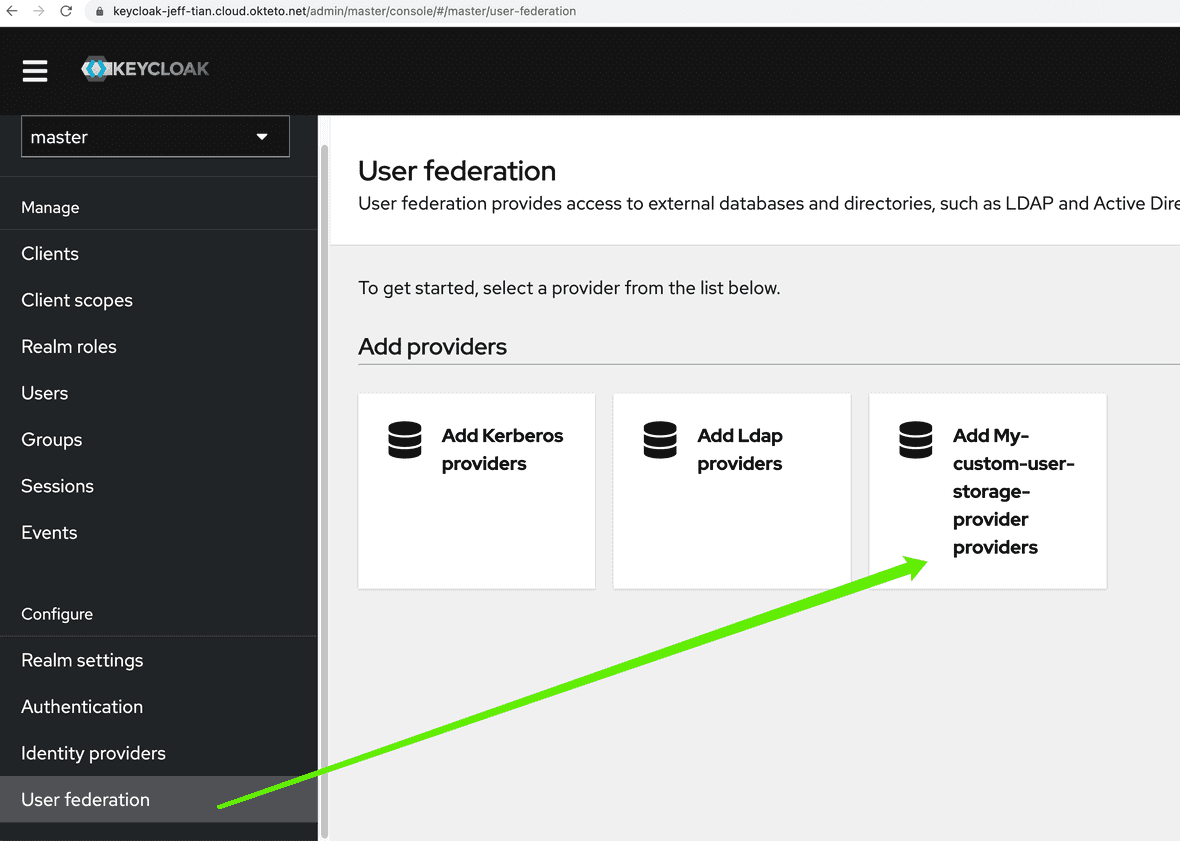 keycloak-jeff-tian.cloud.okteto.net/admin/master/console/#/master/user-federation
KEYCLOAK
master
Manage
Clients
Client scopes
Realm roles
Users
Groups
Sessions
Events
Configure
Realm settings
Authentication
Identity providers
User federation
User federation
User federation provides access to external databases and directories, such as LDAP and Active Dire
To get started, select a provider from the list below.
Add providers
Add Kerberos
providers
Add Ldap
providers
Add My-
custom-user-
storage-
provider
providers